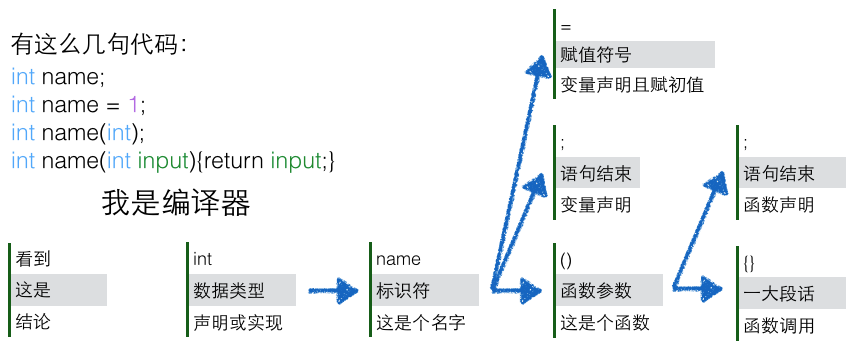 有这么几句代码：
int name;
int name = 1;
int name(int);
int name(int input){return input;}
我是编译器
看到
这是
结论
int
数据类型
声明或实现
name
标识符
这是个名字
=
赋值符号
变量声明且赋初值
;
语句结束
变量声明
()
函数参数
这是个函数
;
语句结束
函数声明
{}
一大段话
函数调用